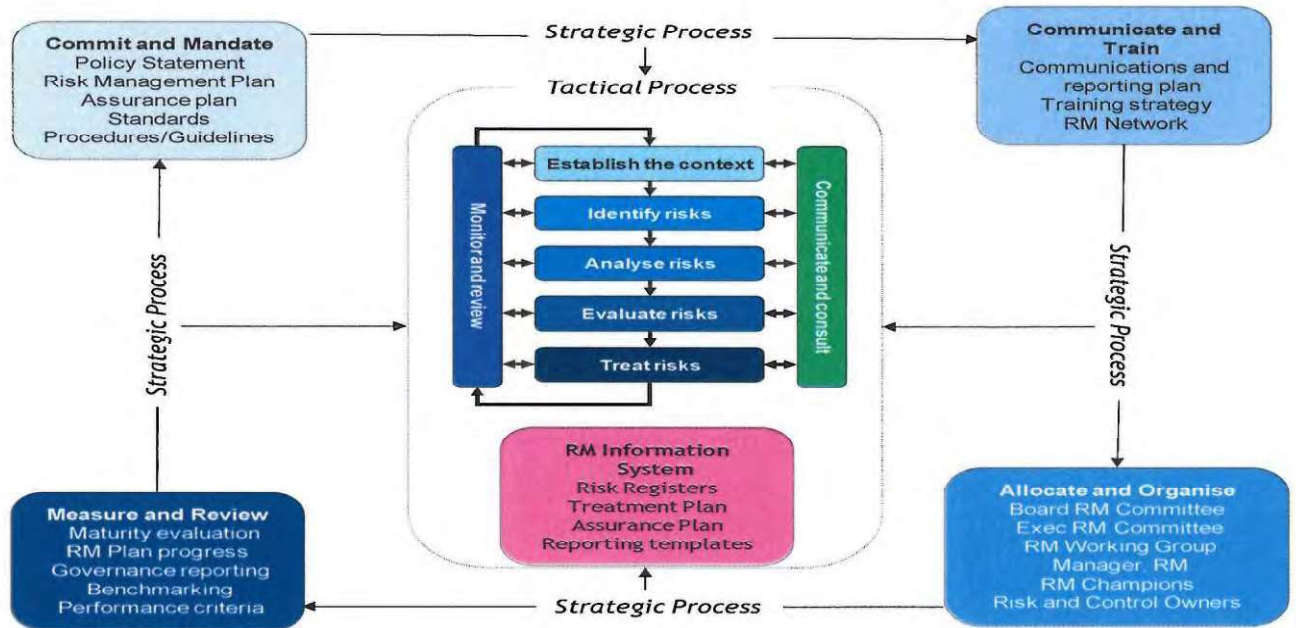 Strategic Process
Commit and Mandate
Policy Statement
Risk Management Plan
Assurance plan
Standards
Procedures/Guidelines
Communicate and
Train
Communications and
reporting plan
Training strategy
RM Network
Tactical Process
Monitor and review
Establish the context
Identify risks
Analyse risks
Evaluate risks
Treat risks
Communicate and consult
Strategic Process
Strategic Process
RM Information
System
Risk Registers
Treatment Plan
Assurance Plan
Reporting templates
Measure and Review
Maturity evaluation
RM Plan progress
Governance reporting
Benchmarking
Performance criteria
Allocate and Organise
Board RM Committee
Exec RM Committee
RM Working Group
Manager, RM
RM Champions
Risk and Control Owners
Strategic Process